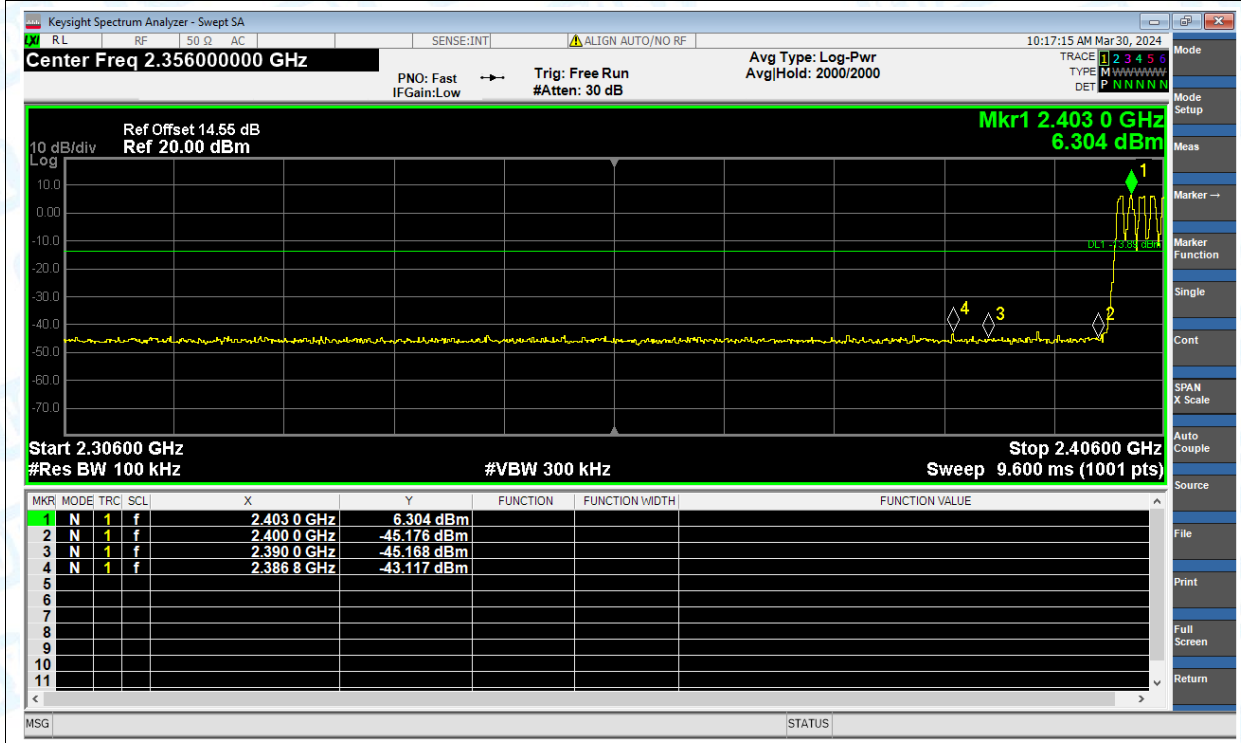 Keysight Spectrum Analyzer - Swept SA
LXI RL RF 50 Ω AC SENSE:INT ALIGN AUTO/NO RF 10:17:15 AM Mar 30, 2024
Center Freq 2.356000000 GHz
PNO: Fast
IFGain:Low
Trig: Free Run
#Atten: 30 dB
Avg Type: Log-Pwr
Avg|Hold: 2000/2000
TRACE 1 2 3 4 5 6
TYPE M WWWWW
DET P N N N N N
Ref Offset 14.55 dB
10 dB/div Ref 20.00 dBm
Log
Mkr1 2.403 0 GHz
6.304 dBm
10.0
0.00
-10.0
-20.0
-30.0
-40.0
-50.0
-60.0
-70.0
1
4
3
2
Start 2.30600 GHz
Stop 2.40600 GHz
#Res BW 100 kHz
#VBW 300 kHz
Sweep 9.600 ms (1001 pts)
MKR MODE TRC SCL X Y FUNCTION FUNCTION WIDTH FUNCTION VALUE
1 N 1 f 2.403 0 GHz 6.304 dBm
2 N 1 f 2.400 0 GHz -45.176 dBm
3 N 1 f 2.390 0 GHz -45.168 dBm
4 N 1 f 2.386 8 GHz -43.117 dBm
5
6
7
8
9
10
11
MSG STATUS
Mode
Mode
Setup
Meas
Marker →
Marker
Function
Single
Cont
SPAN
X Scale
Auto
Couple
Source
File
Print
Full
Screen
Return